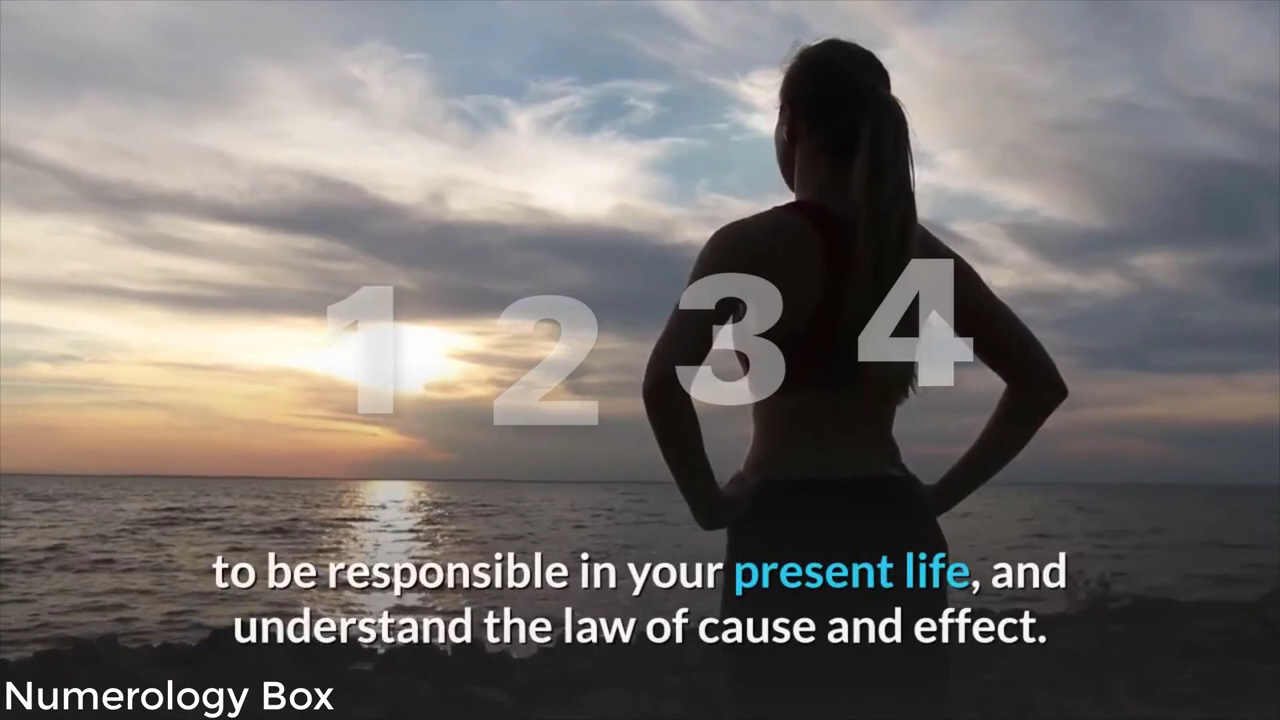 1 2 3 4
to be responsible in your present life, and
understand the law of cause and effect.
Numerology Box